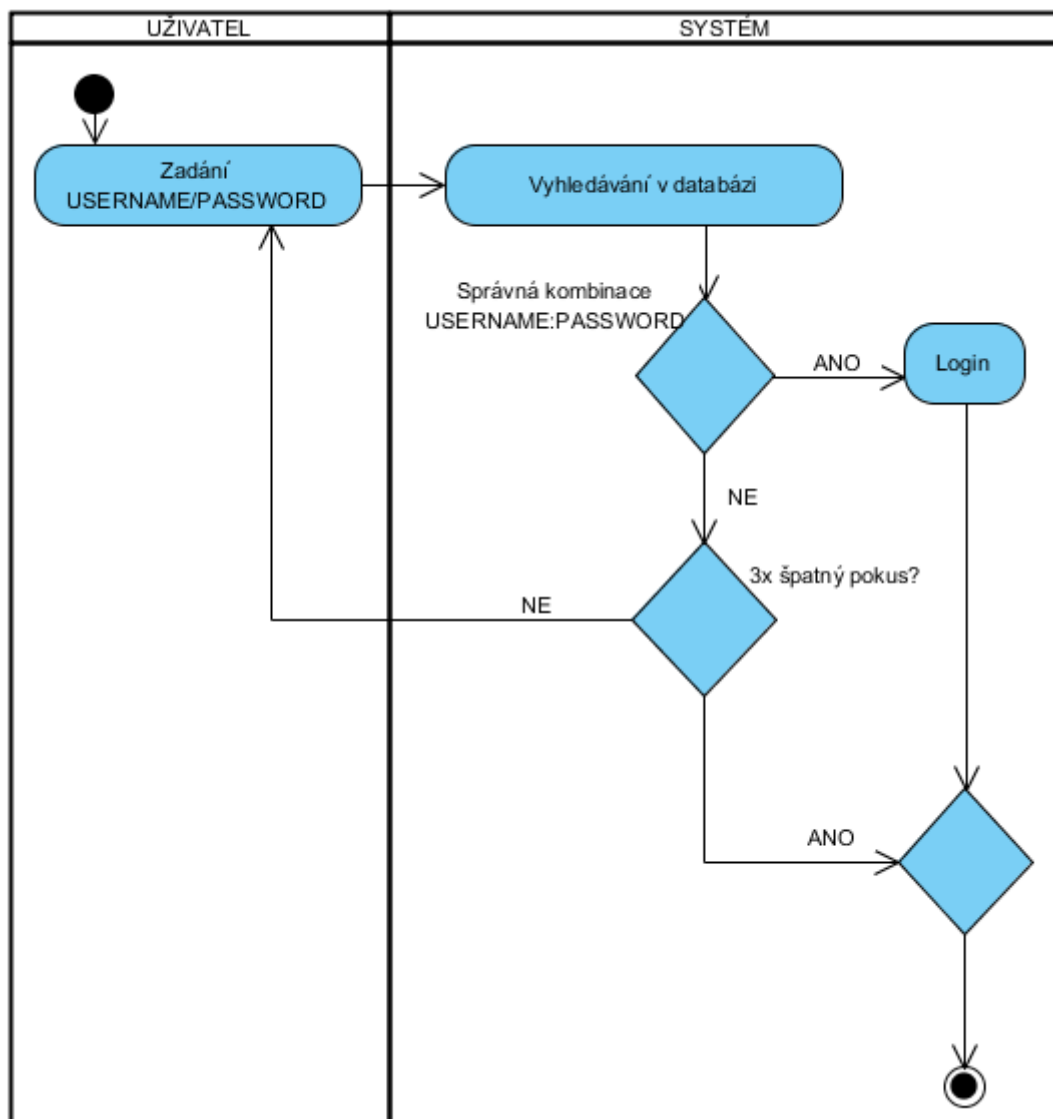 UŽIVATEL
SYSTÉM
Zadání
USERNAME/PASSWORD
Vyhledávání v databázi
Správná kombinace
USERNAME:PASSWORD
ANO
Login
NE
3x špatný pokus?
NE
ANO